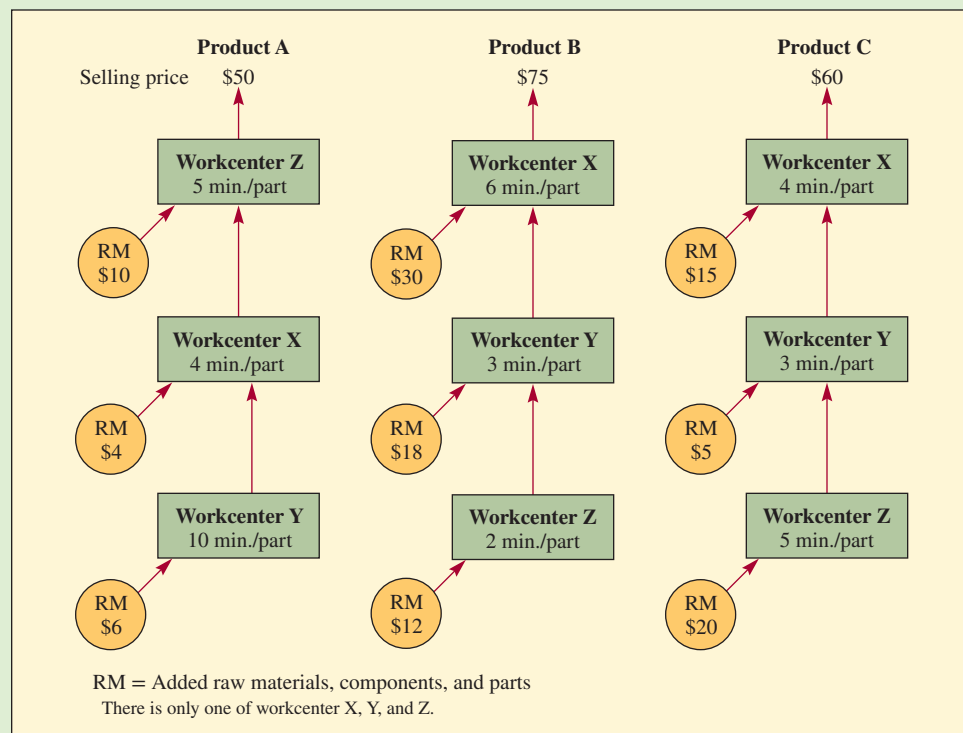 Product A Product B Product C
Selling price $50 $75 $60
Workcenter Z
5 min./part
Workcenter X
6 min./part
Workcenter X
4 min./part
RM
$10
RM
$30
RM
$15
Workcenter X
4 min./part
Workcenter Y
3 min./part
Workcenter Y
3 min./part
RM
$4
RM
$18
RM
$5
Workcenter Y
10 min./part
Workcenter Z
2 min./part
Workcenter Z
5 min./part
RM
$6
RM
$12
RM
$20
RM = Added raw materials, components, and parts
There is only one of workcenter X, Y, and Z.